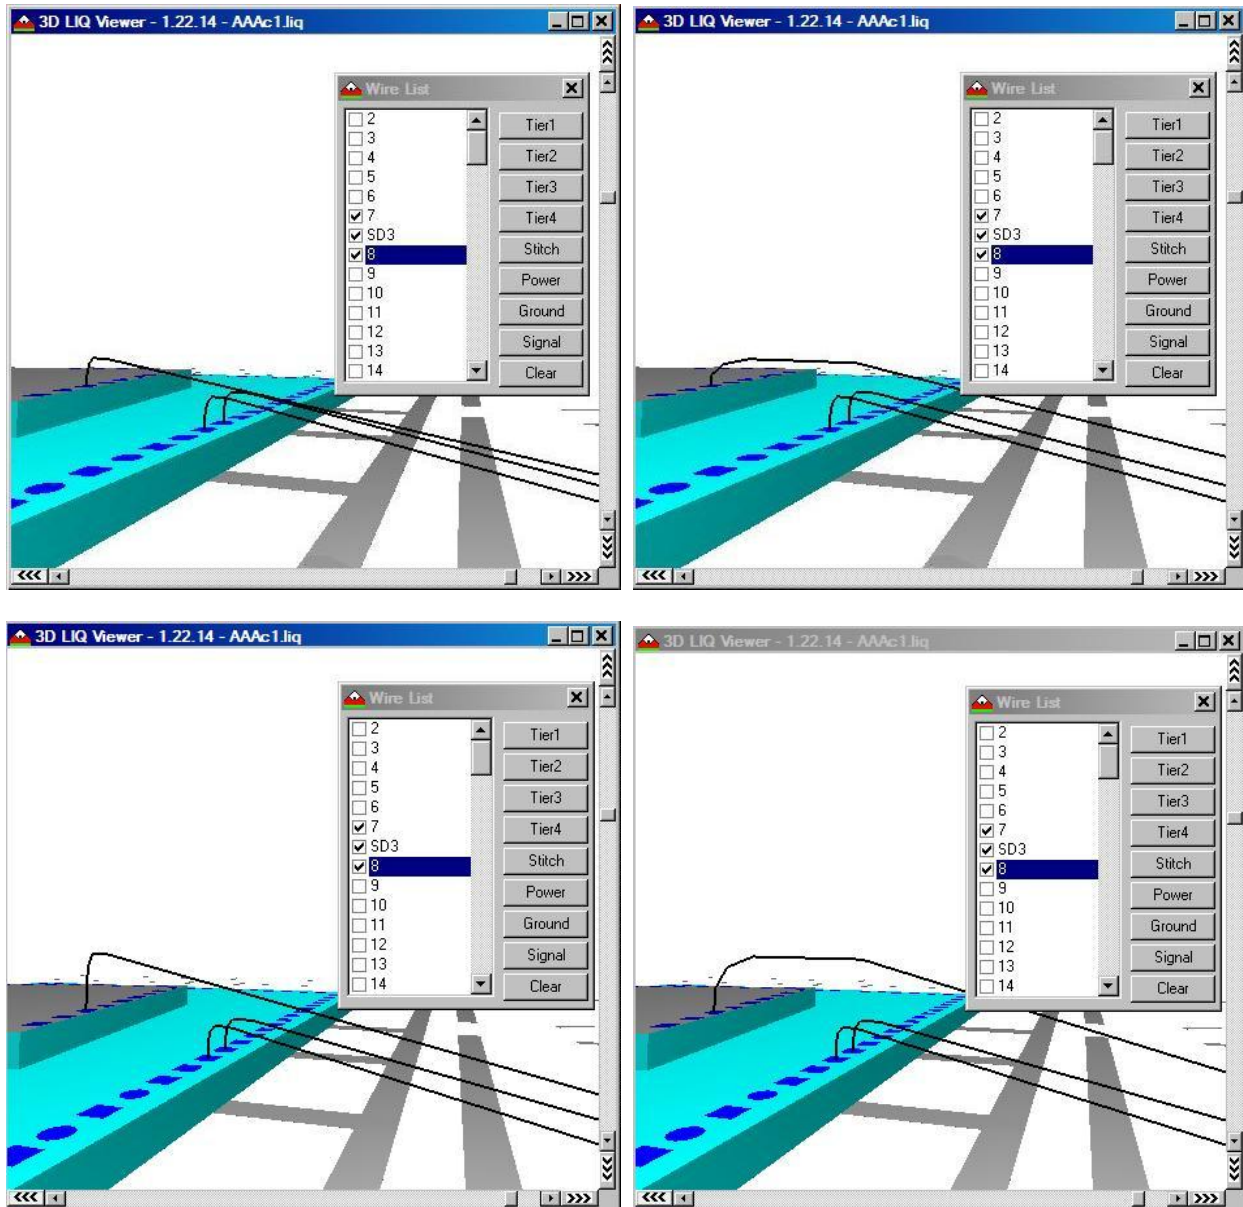 3D LIQ Viewer - 1.22.14 - AAAc1.liq
Wire List
2
3
4
5
6
7
SD3
8
9
10
11
12
13
14
Tier1
Tier2
Tier3
Tier4
Stitch
Power
Ground
Signal
Clear
3D LIQ Viewer - 1.22.14 - AAAc1.liq
Wire List
2
3
4
5
6
7
SD3
8
9
10
11
12
13
14
Tier1
Tier2
Tier3
Tier4
Stitch
Power
Ground
Signal
Clear
3D LIQ Viewer - 1.22.14 - AAAc1.liq
Wire List
2
3
4
5
6
7
SD3
8
9
10
11
12
13
14
Tier1
Tier2
Tier3
Tier4
Stitch
Power
Ground
Signal
Clear
3D LIQ Viewer - 1.22.14 - AAAc1.liq
Wire List
2
3
4
5
6
7
SD3
8
9
10
11
12
13
14
Tier1
Tier2
Tier3
Tier4
Stitch
Power
Ground
Signal
Clear